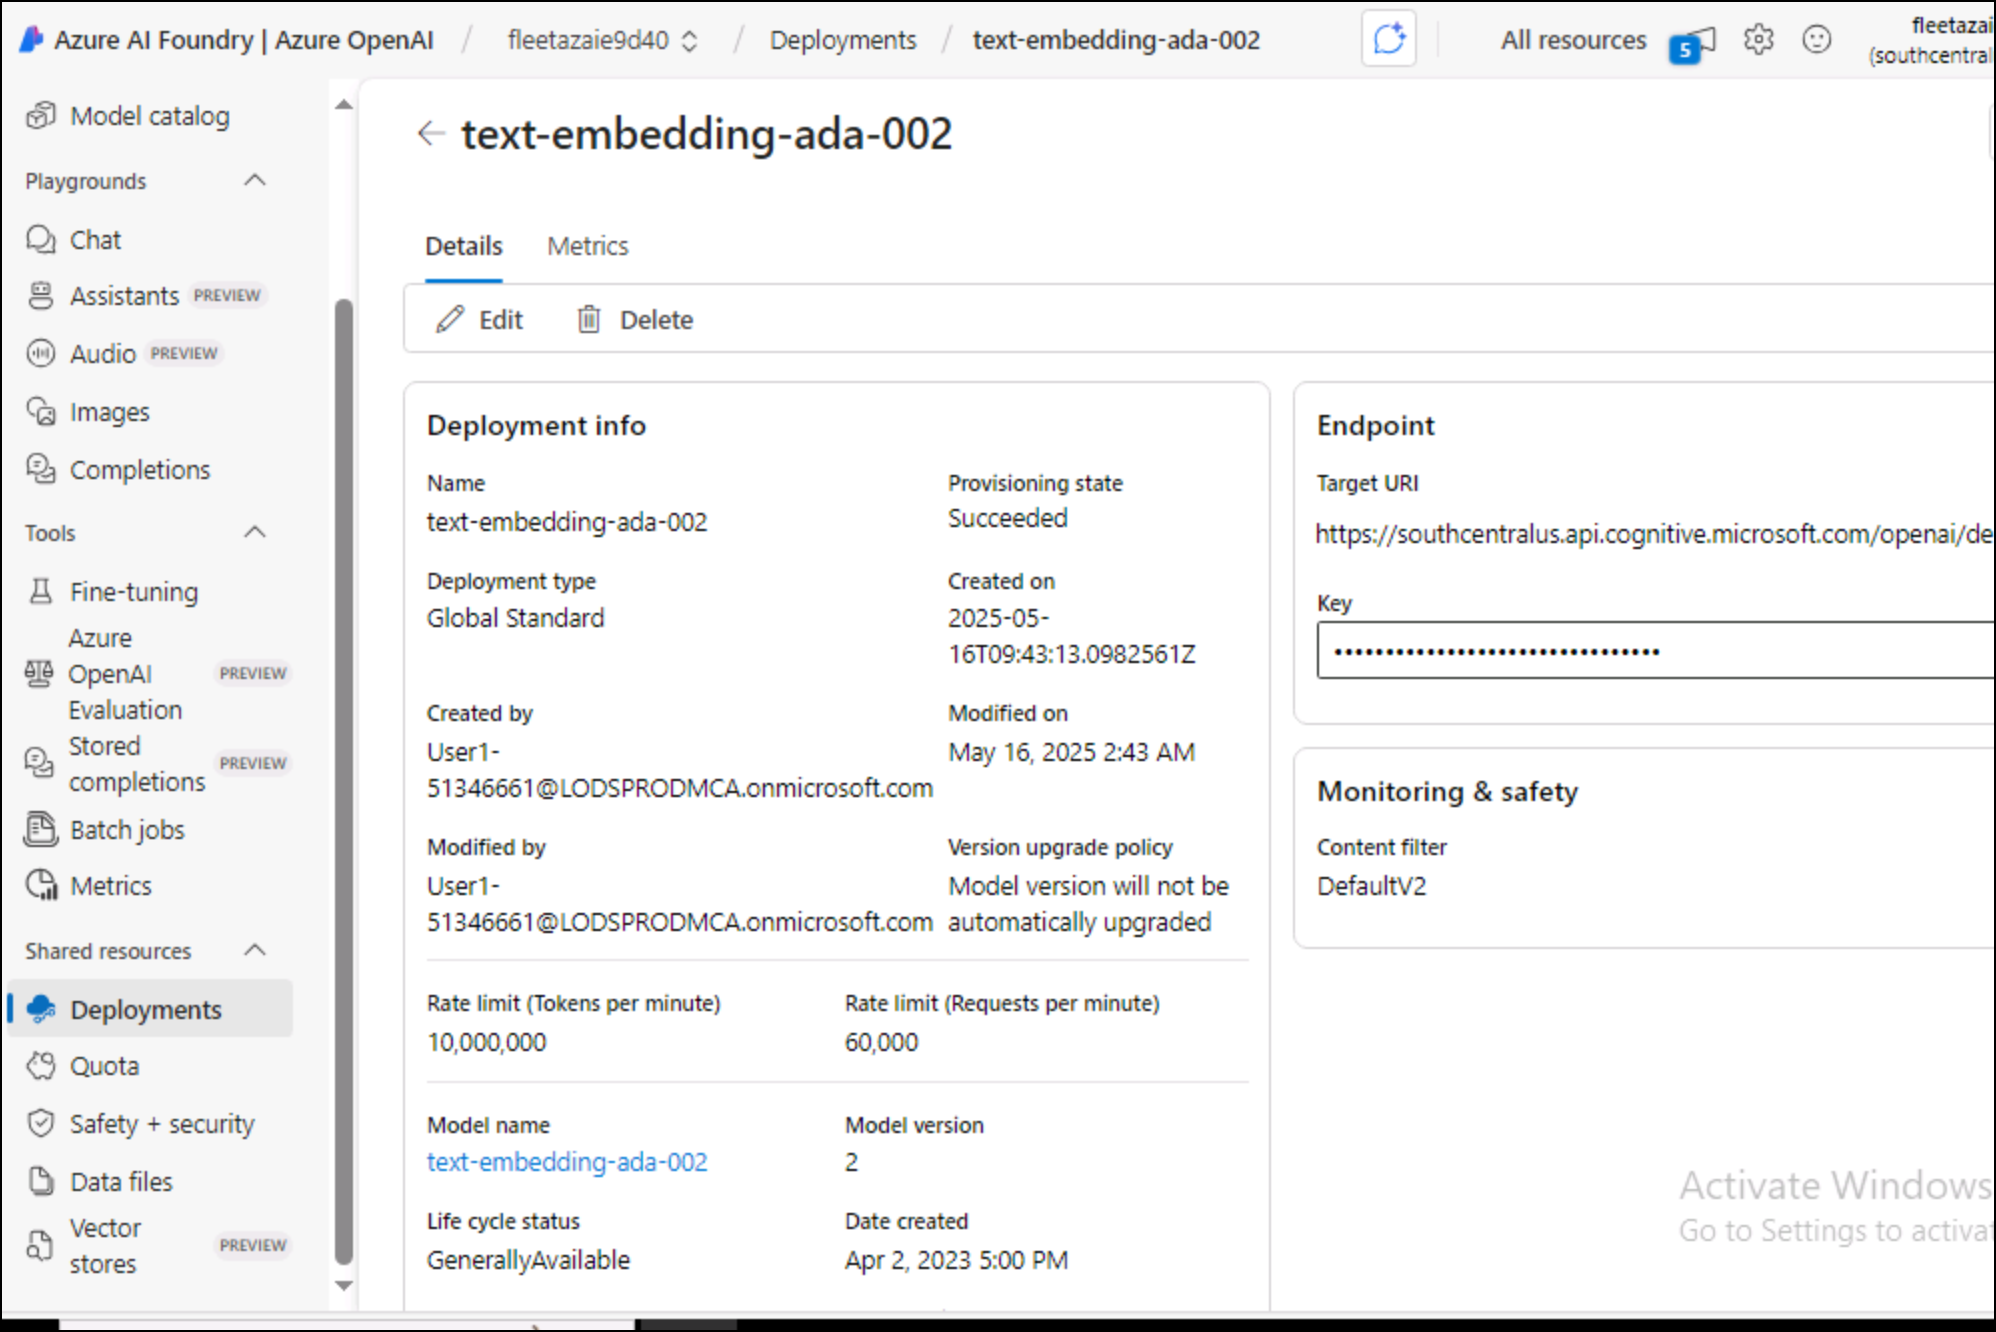 Azure AI Foundry | Azure OpenAI / fleetazaie9d40 / Deployments / text-embedding-ada-002
All resources
5
fleetazai
(southcentral
Model catalog
Playgrounds
Chat
Assistants PREVIEW
Audio PREVIEW
Images
Completions
Tools
Fine-tuning
Azure
OpenAI PREVIEW
Evaluation
Stored
completions PREVIEW
Batch jobs
Metrics
Shared resources
Deployments
Quota
Safety + security
Data files
Vector
stores PREVIEW
text-embedding-ada-002
Details Metrics
Edit Delete
Deployment info
Name
text-embedding-ada-002
Provisioning state
Succeeded
Deployment type
Global Standard
Created on
2025-05-
16T09:43:13.0982561Z
Created by
User1-
51346661@LODSPRODMCA.onmicrosoft.com
Modified on
May 16, 2025 2:43 AM
Modified by
User1-
51346661@LODSPRODMCA.onmicrosoft.com
Version upgrade policy
Model version will not be
automatically upgraded
Rate limit (Tokens per minute)
10,000,000
Rate limit (Requests per minute)
60,000
Model name
text-embedding-ada-002
Model version
2
Life cycle status
GenerallyAvailable
Date created
Apr 2, 2023 5:00 PM
Endpoint
Target URI
https://southcentralus.api.cognitive.microsoft.com/openai/de
Key
••••••••••••••••••••••••••••••••
Monitoring & safety
Content filter
DefaultV2
Activate Windows
Go to Settings to activat